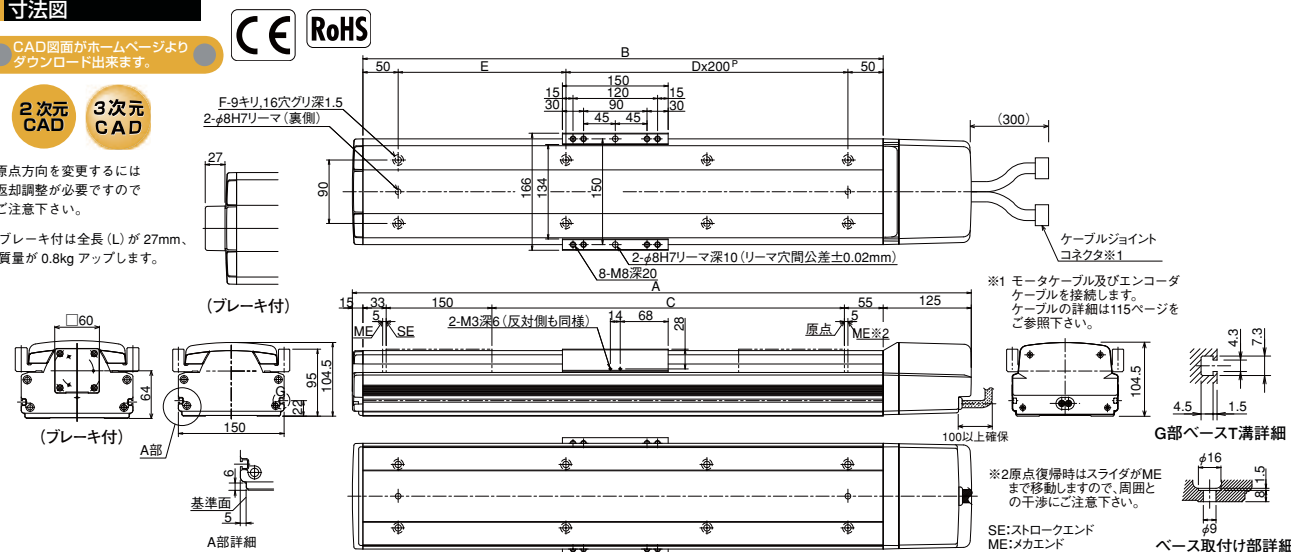 寸法図
CAD図面がホームページより
ダウンロード出来ます。
CE
RoHS
2次元
CAD
3次元
CAD
原点方向を変更するには
返却調整が必要ですので
ご注意下さい。
ブレーキ付は全長(L)が27mm、
質量が0.8kgアップします。
B
50
E
Dx200P
50
150
15
120
15
30
90
30
45
45
(300)
F-9キリ,16穴グリ深1.5
2-φ8H7リーマ(裏側)
27
90
166
134
150
2-φ8H7リーマ深10(リーマ穴間公差±0.02mm)
8-M8深20
ケーブルジョイント
コネクタ※1
(ブレーキ付)
A
15
33
150
C
55
125
5
5
ME
SE
2-M3深6(反対側も同様)
14
68
28
原点
ME※2
※1 モータケーブル及びエンコーダ
ケーブルを接続します。
ケーブルの詳細は115ページを
ご参照下さい。
□60
64
(ブレーキ付)
95
104.5
G
22
150
A部
100以上確保
104.5
4.3
7.3
4.5
1.5
G部ベースT溝詳細
6
基準面
5
A部詳細
※2原点復帰時はスライダがME
まで移動しますので、周囲と
の干渉にご注意下さい。
SE:ストロークエンド
ME:メカエンド
φ16
1.5
8
φ9
ベース取付け部詳細